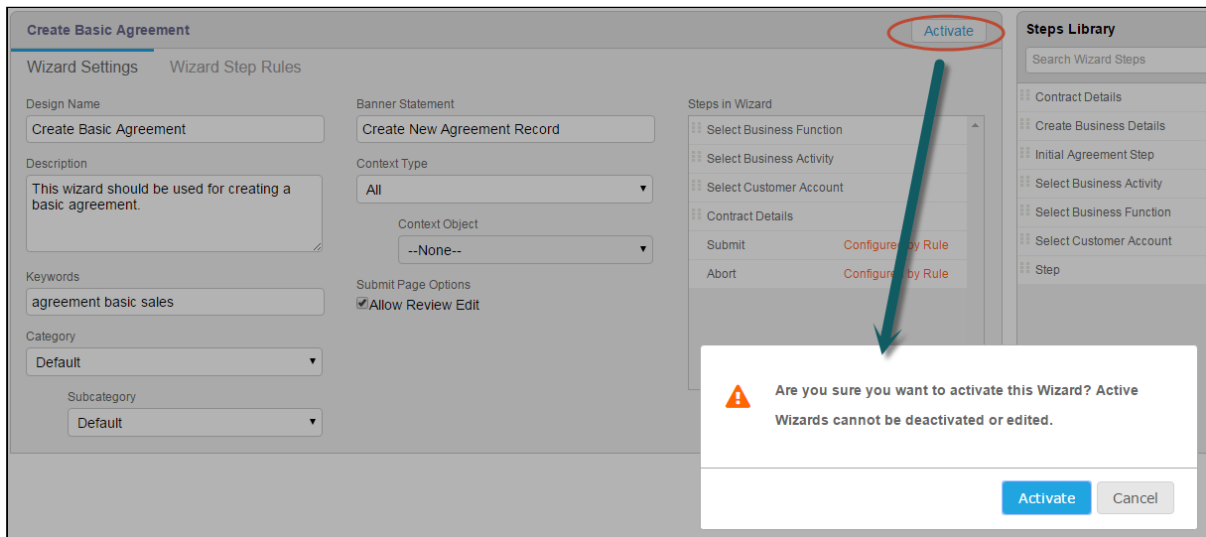 Create Basic Agreement
Activate
Wizard Settings
Wizard Step Rules
Design Name
Create Basic Agreement
Description
This wizard should be used for creating a
basic agreement.
Keywords
agreement basic sales
Category
Default
Subcategory
Default
Banner Statement
Create New Agreement Record
Context Type
All
Context Object
--None--
Submit Page Options
Allow Review Edit
Steps in Wizard
Select Business Function
Select Business Activity
Select Customer Account
Contract Details
Submit Configured by Rule
Abort Configured by Rule
Steps Library
Search Wizard Steps
Contract Details
Create Business Details
Initial Agreement Step
Select Business Activity
Select Business Function
Select Customer Account
Step
Are you sure you want to activate this Wizard? Active
Wizards cannot be deactivated or edited.
Activate
Cancel